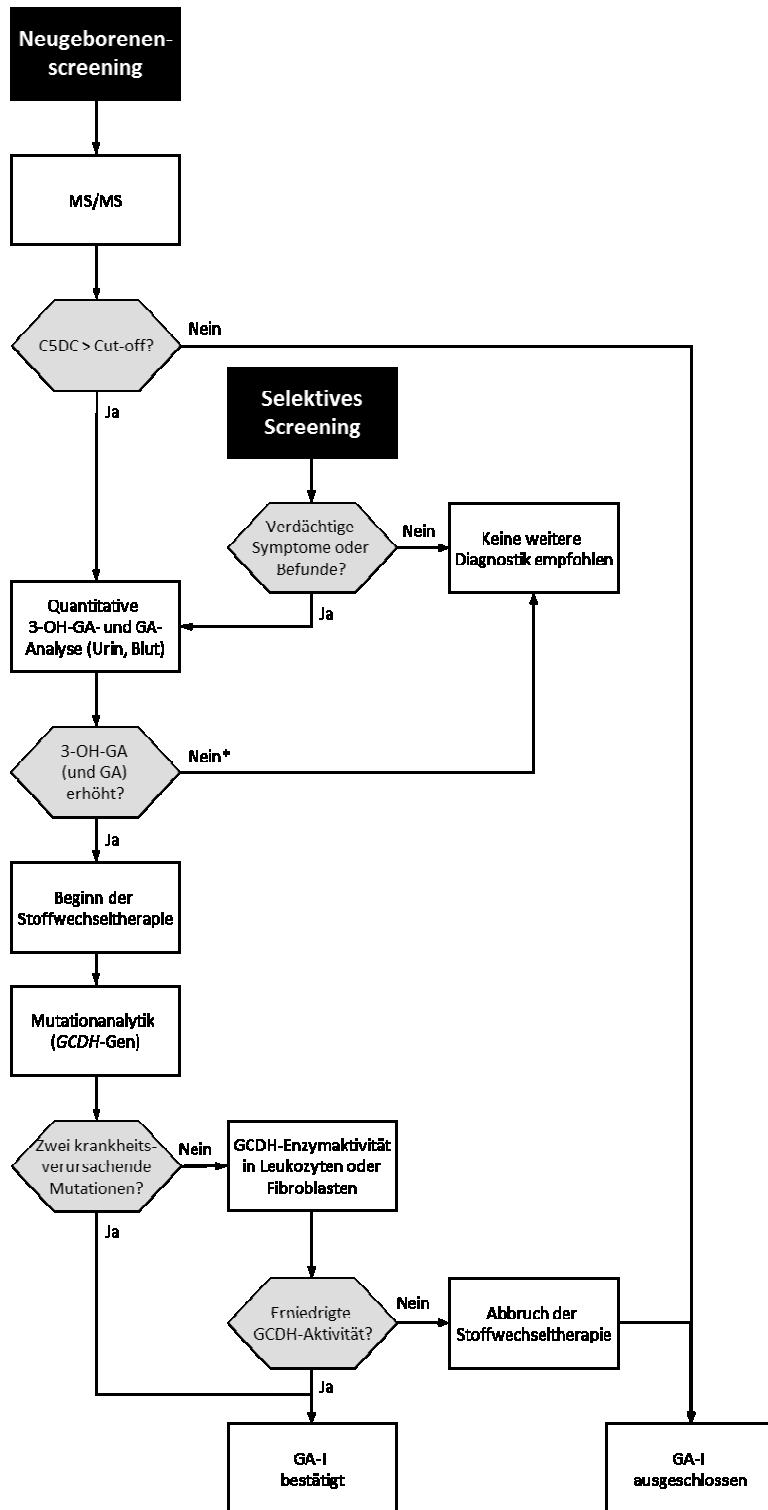 Neugeborenen-
screening
MS/MS
C5DC > Cut-off?
Nein
Ja
Selektives
Screening
Verdächtige
Symptome oder
Befunde?
Nein
Keine weitere
Diagnostik empfohlen
Ja
Quantitative
3-OH-GA- und GA-
Analyse (Urin, Blut)
3-OH-GA
(und GA)
erhöht?
Nein*
Ja
Beginn der
Stoffwechseltherapie
Mutationanalytik
(GCDH-Gen)
Zwei krankheits-
verursachende
Mutationen?
Nein
GCDH-Enzymaktivität
in Leukozyten oder
Fibroblasten
Ja
Erniedrigte
GCDH-Aktivität?
Nein
Abbruch der
Stoffwechseltherapie
Ja
GA-I
bestätigt
GA-I
ausgeschlossen